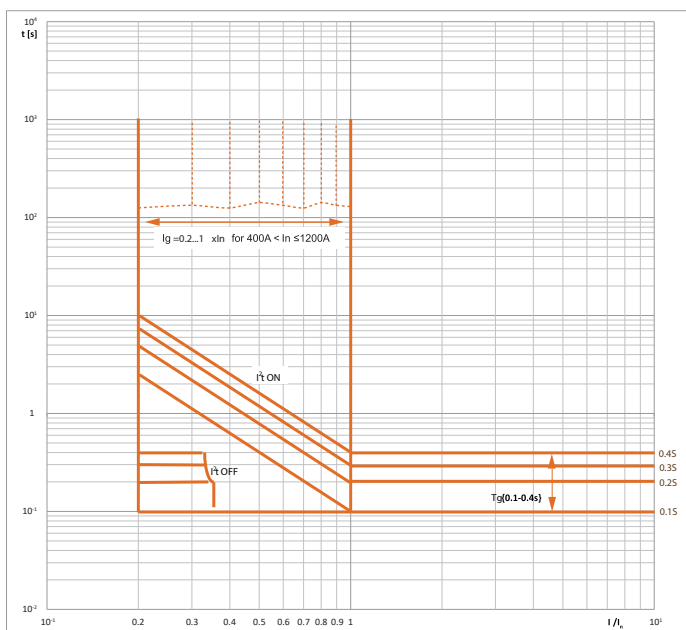 10⁴
t [s]
10³
10²
Ig =0.2...1 xIn for 400A < In ≤1200A
10¹
I²t ON
1
I²t OFF
0.4S
0.3S
0.2S
Tg(0.1-0.4s)
0.1S
10⁻¹
10⁻²
10⁻¹ 0.2 0.3 0.4 0.5 0.6 0.7 0.8 0.9 1 I /Iₙ 10¹